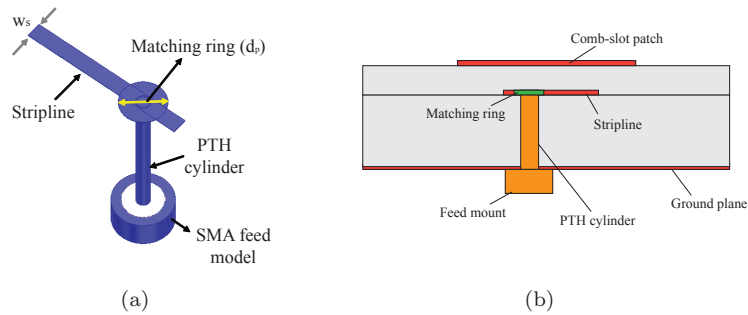 Ws
Matching ring (dₚ)
Stripline
PTH
cylinder
SMA feed
model
(a)
Comb-slot patch
Matching ring
Stripline
Ground plane
Feed mount
PTH cylinder
(b)